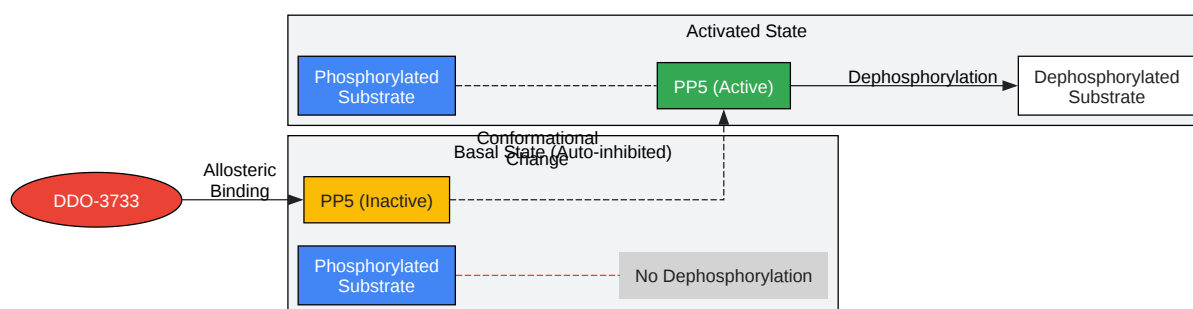 Activated State
Phosphorylated
Substrate
PP5 (Active)
Dephosphorylation
Dephosphorylated
Substrate
Conformational
Change
Basal State (Auto-inhibited)
Allosteric
Binding
DDO-3733
PP5 (Inactive)
Phosphorylated
Substrate
No Dephosphorylation